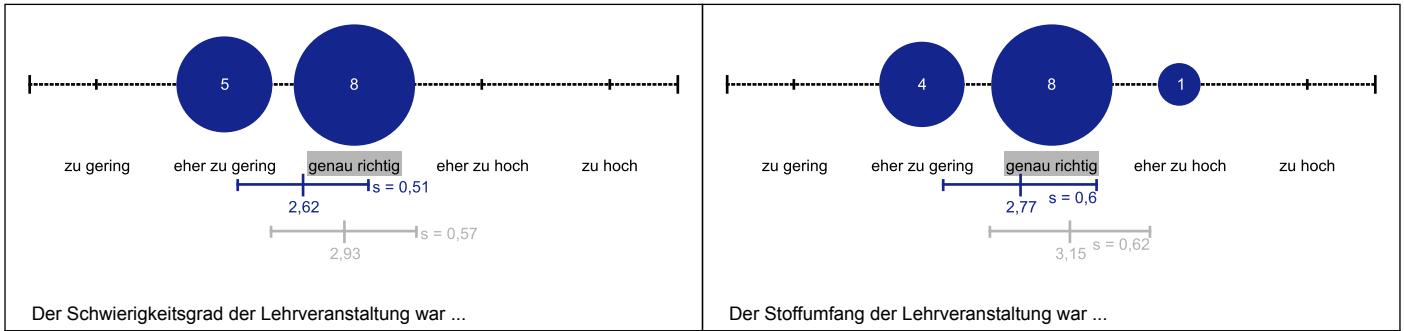 5 8
zu gering eher zu gering genau richtig eher zu hoch zu hoch
s = 0,51
2,62
s = 0,57
2,93
Der Schwierigkeitsgrad der Lehrveranstaltung war ...
4 8 1
zu gering eher zu gering genau richtig eher zu hoch zu hoch
s = 0,6
2,77
s = 0,62
3,15
Der Stoffumfang der Lehrveranstaltung war ...